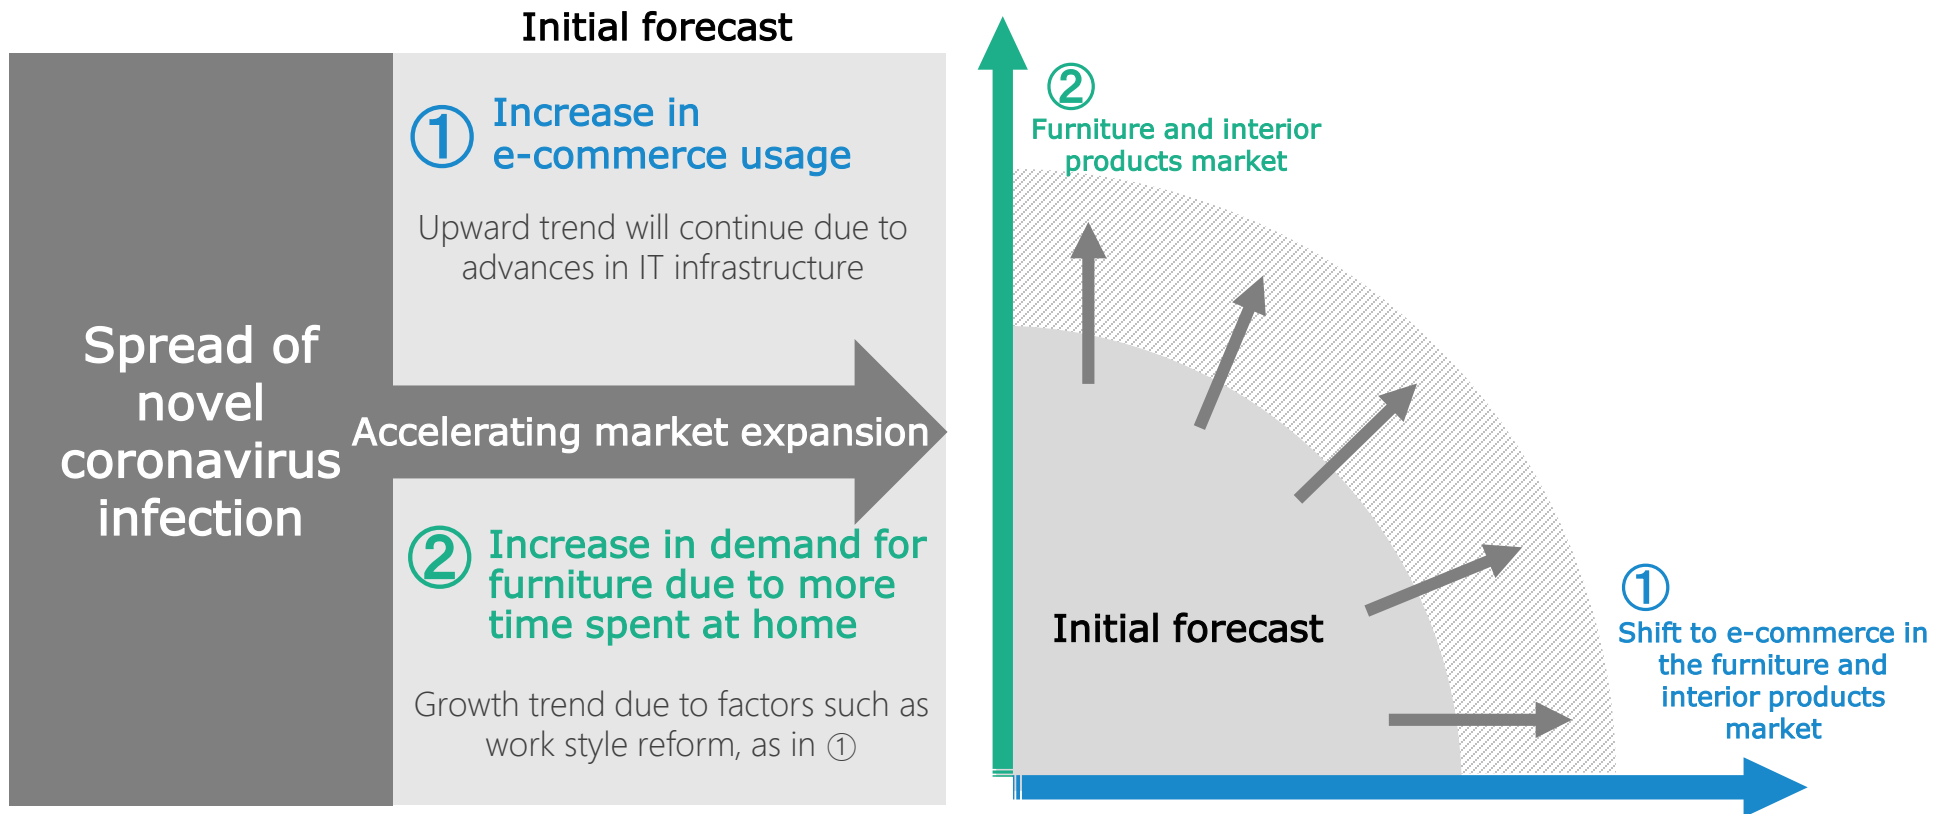 Initial forecast
Spread of
novel
coronavirus
infection
①
Increase in
e-commerce usage
Upward trend will continue due to
advances in IT infrastructure
Accelerating market expansion
②
Increase in demand for
furniture due to more
time spent at home
Growth trend due to factors such as
work style reform, as in ①
②
Furniture and interior
products market
Initial forecast
①
Shift to e-commerce in
the furniture and
interior products
market